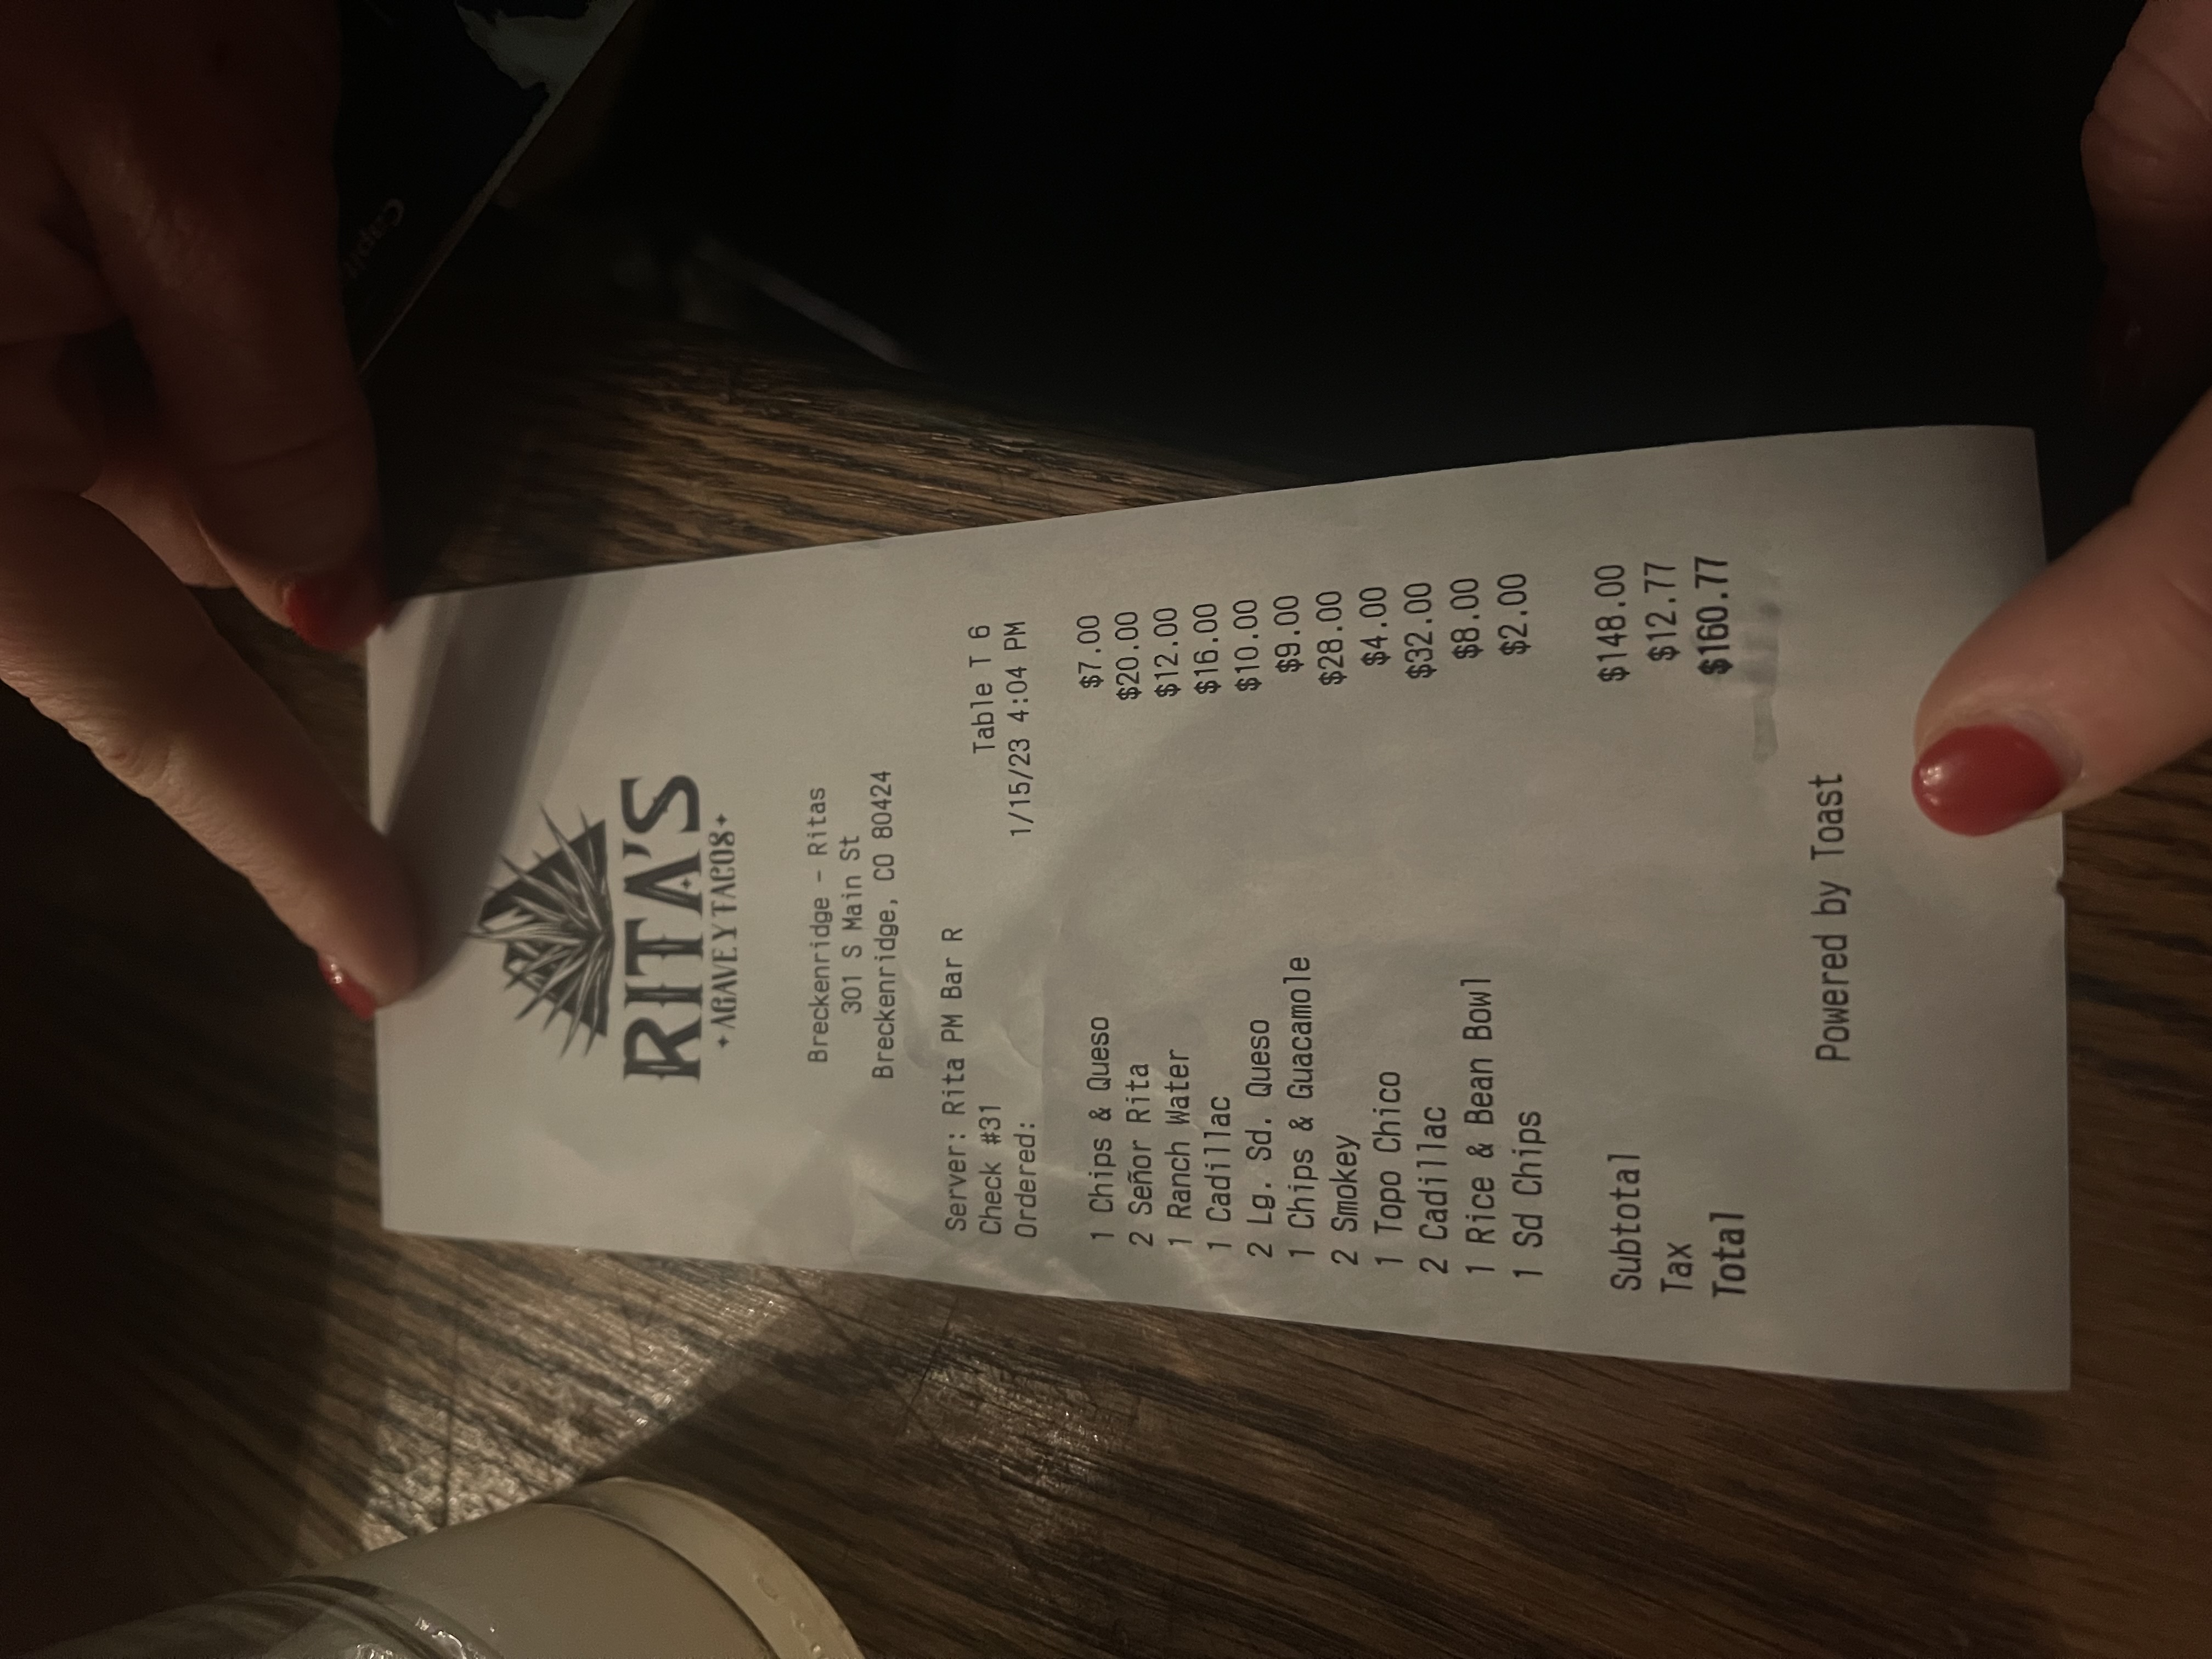 RITA'S
AGAVE Y TACOS
Breckenridge - Ritas
301 S Main St
Breckenridge, CO 80424
Server: Rita PM Bar R
Check #31 Table T 6
Ordered: 1/15/23 4:04 PM
1 Chips & Queso $7.00
2 Señor Rita $20.00
1 Ranch Water $12.00
1 Cadillac $16.00
2 Lg. Sd. Queso $10.00
1 Chips & Guacamole $9.00
2 Smokey $28.00
1 Topo Chico $4.00
2 Cadillac $32.00
1 Rice & Bean Bowl $8.00
1 Sd Chips $2.00
Subtotal $148.00
Tax $12.77
Total $160.77
Powered by Toast